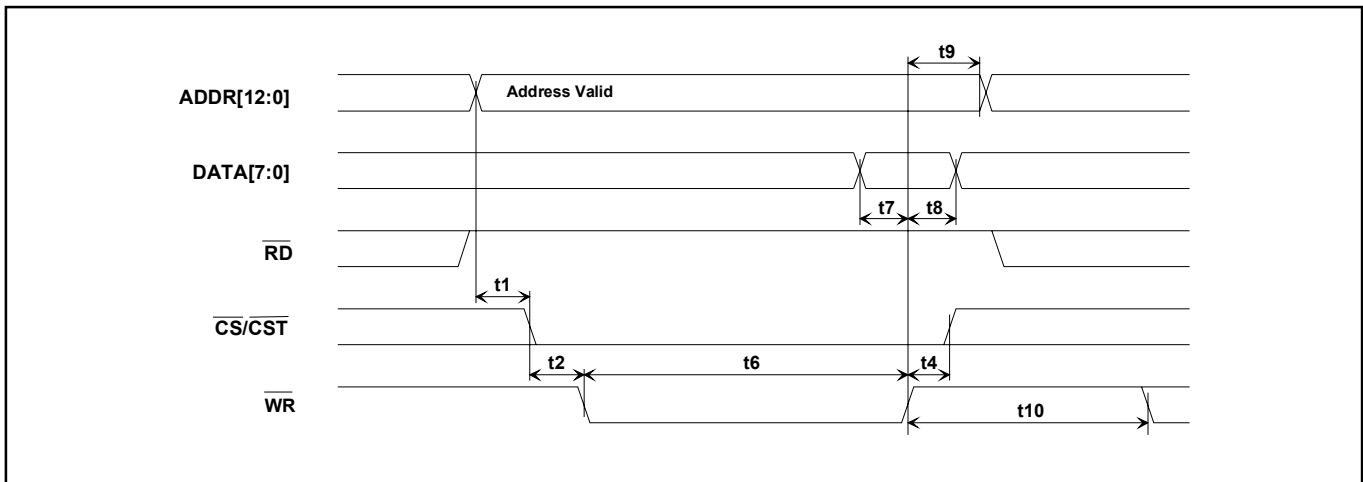 t9
ADDR[12:0]
Address Valid
DATA[7:0]
t7
t8
RD
t1
CS/CST
t2
t6
t4
WR
t10